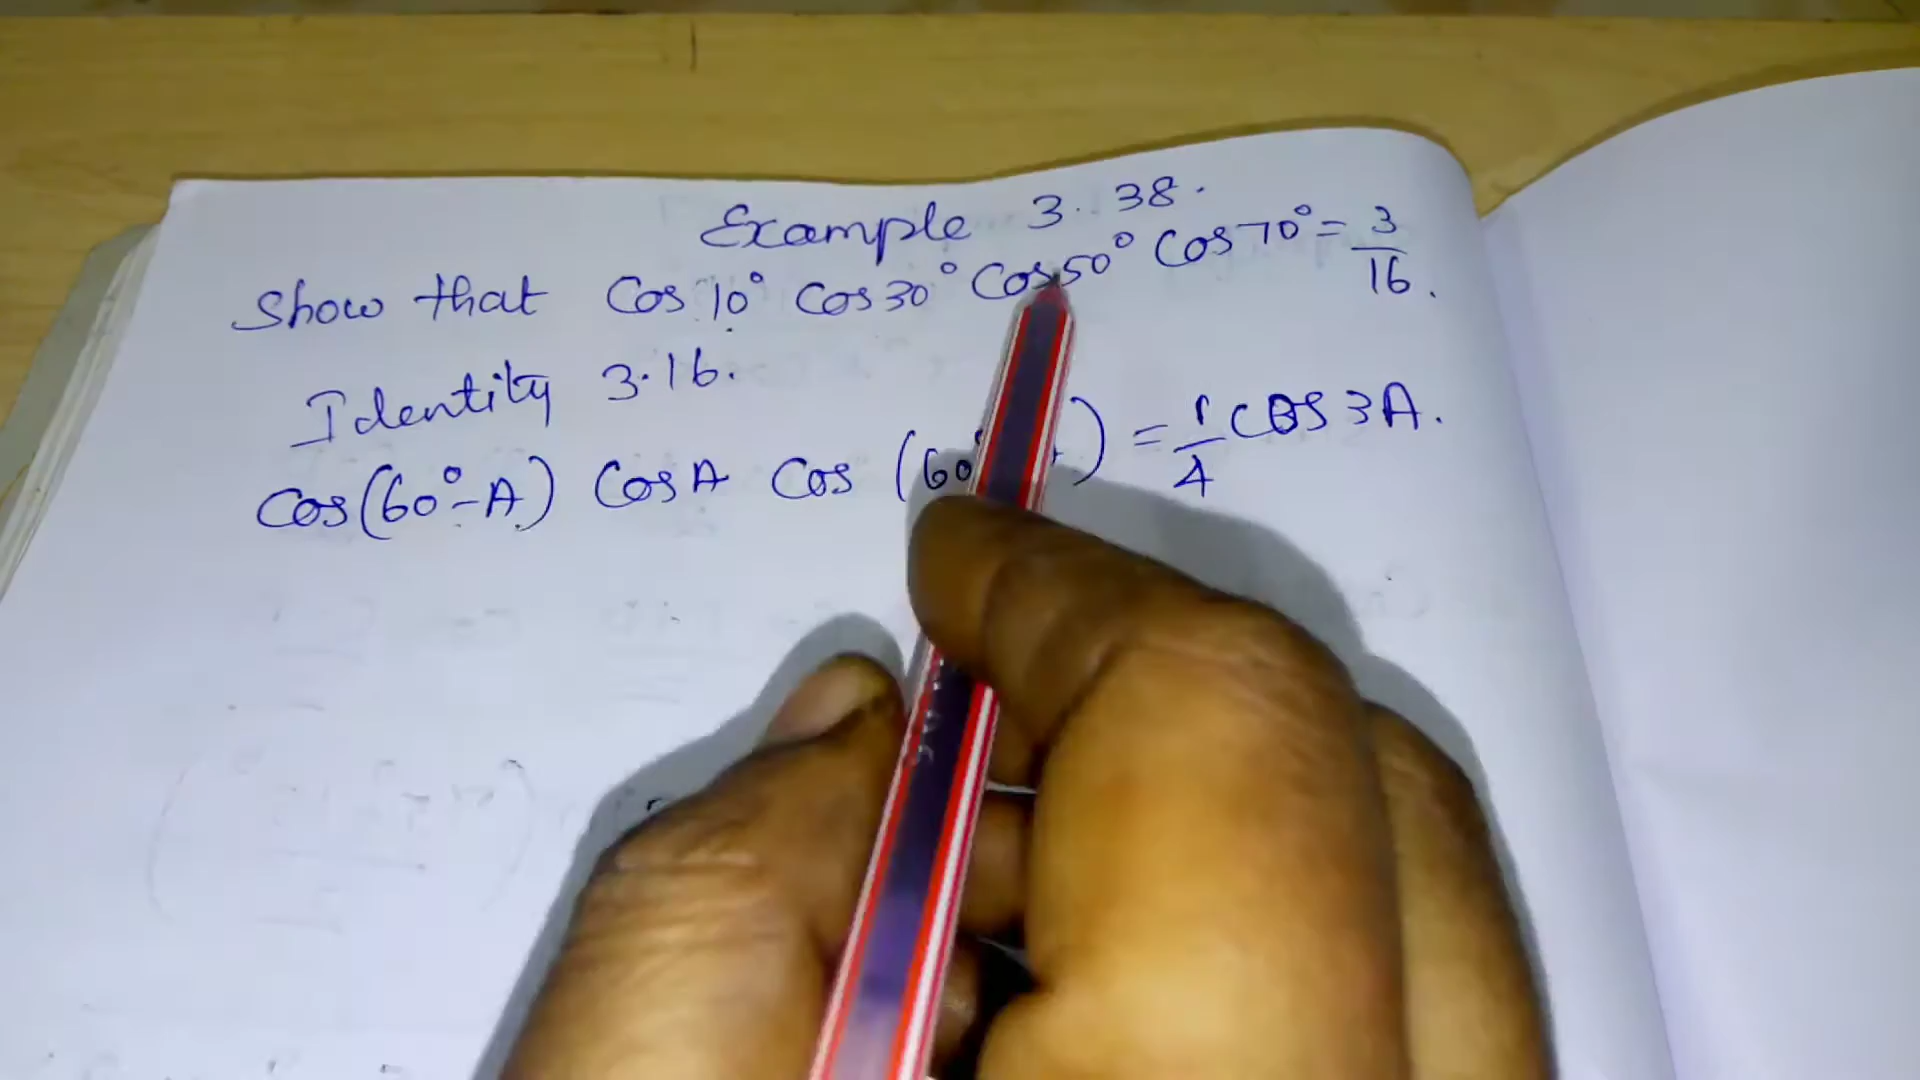 Example 3.38.
Show that Cos 10° Cos 30° Cos 50° Cos 70° = 3/16.
Identity 3.16.
Cos(60°-A) Cos A Cos (60° ) = 1/4 cos 3A.